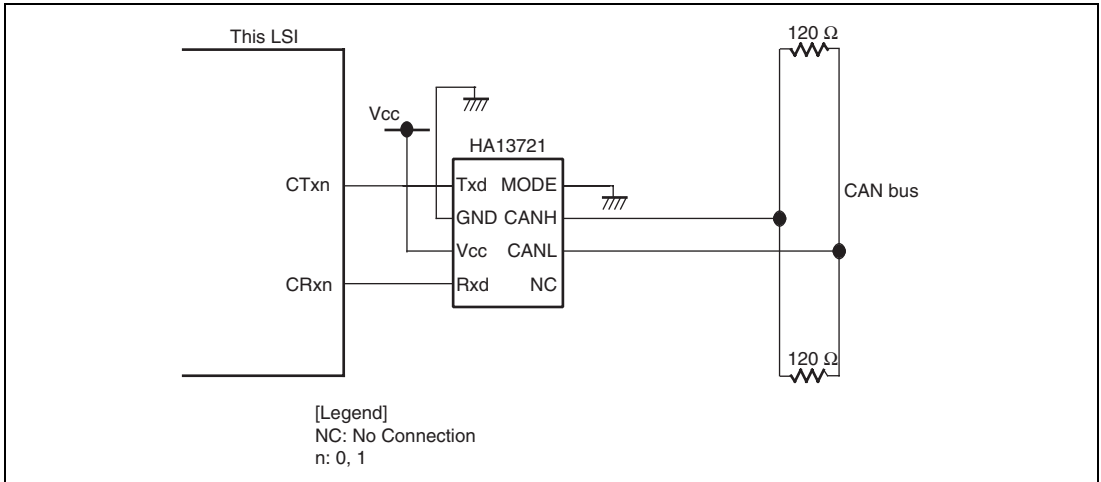 120 Ω
This LSI
Vcc
HA13721
CTxn
Txd MODE
CAN bus
GND CANH
Vcc CANL
CRxn
Rxd NC
120 Ω
[Legend]
NC: No Connection
n: 0, 1